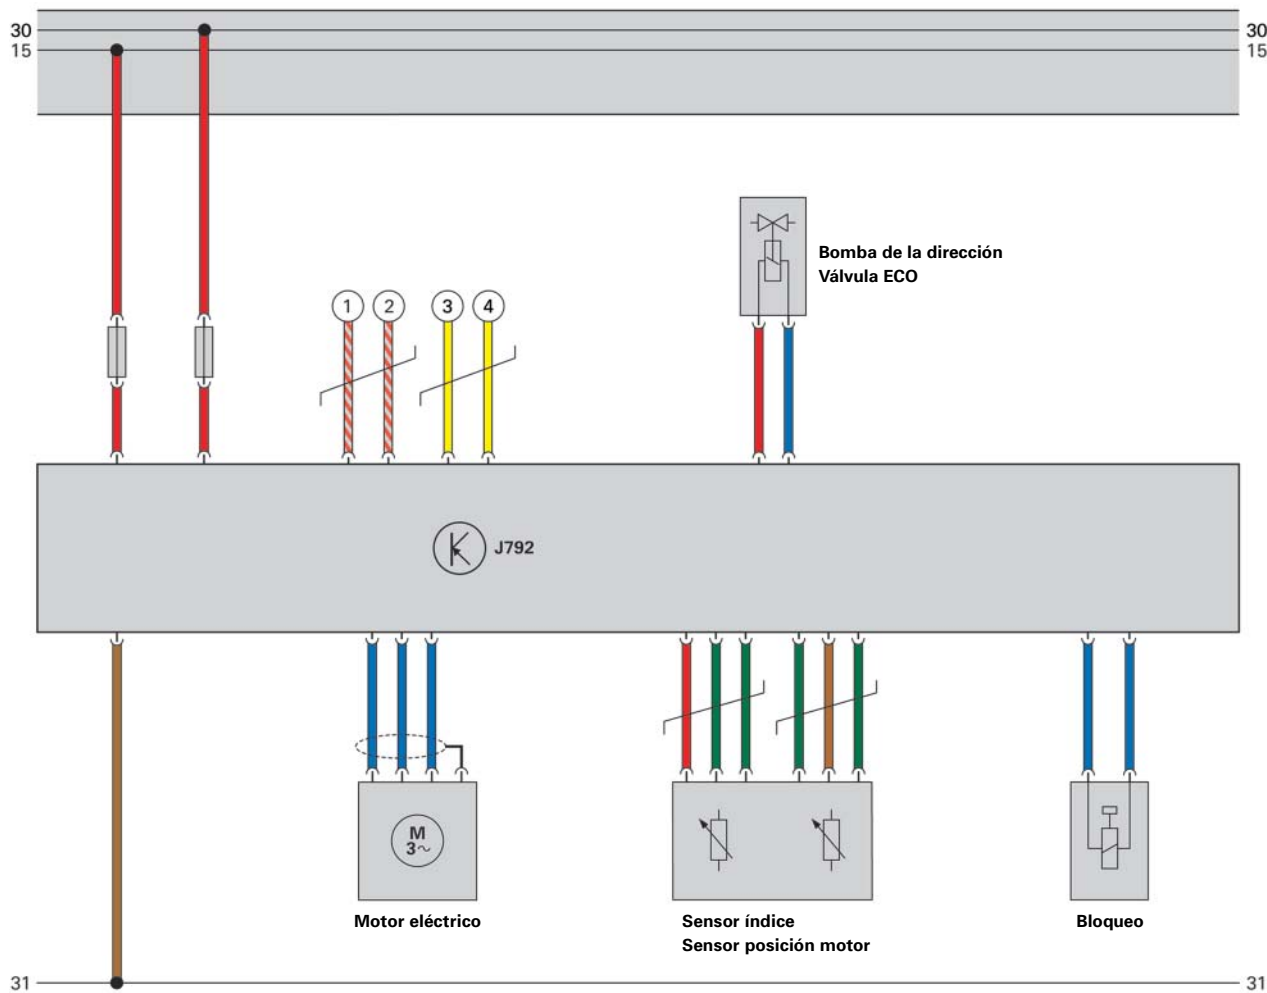 30
30
15
15
Bomba de la dirección
Válvula ECO
1
2
3
4
J792
M
3~
Motor eléctrico
Sensor índice
Sensor posición motor
Bloqueo
31
31